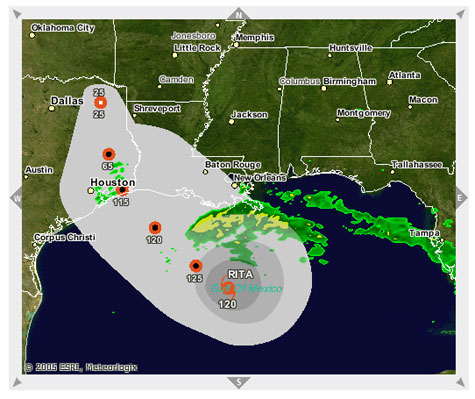 N
Oklahoma City
Jonesboro
Memphis
Little Rock
Huntsville
Camden
Columbus
Birmingham
Atlanta
25
25
Dallas
Shreveport
Jackson
Montgomery
Macon
65
Austin
Houston
115
Baton Rouge
New Orleans
Tallahassee
W
E
Corpus Christi
120
Tampa
125
RITA
Gulf Of Mexico
120
© 2005 ESRI, Meteorlogix
S